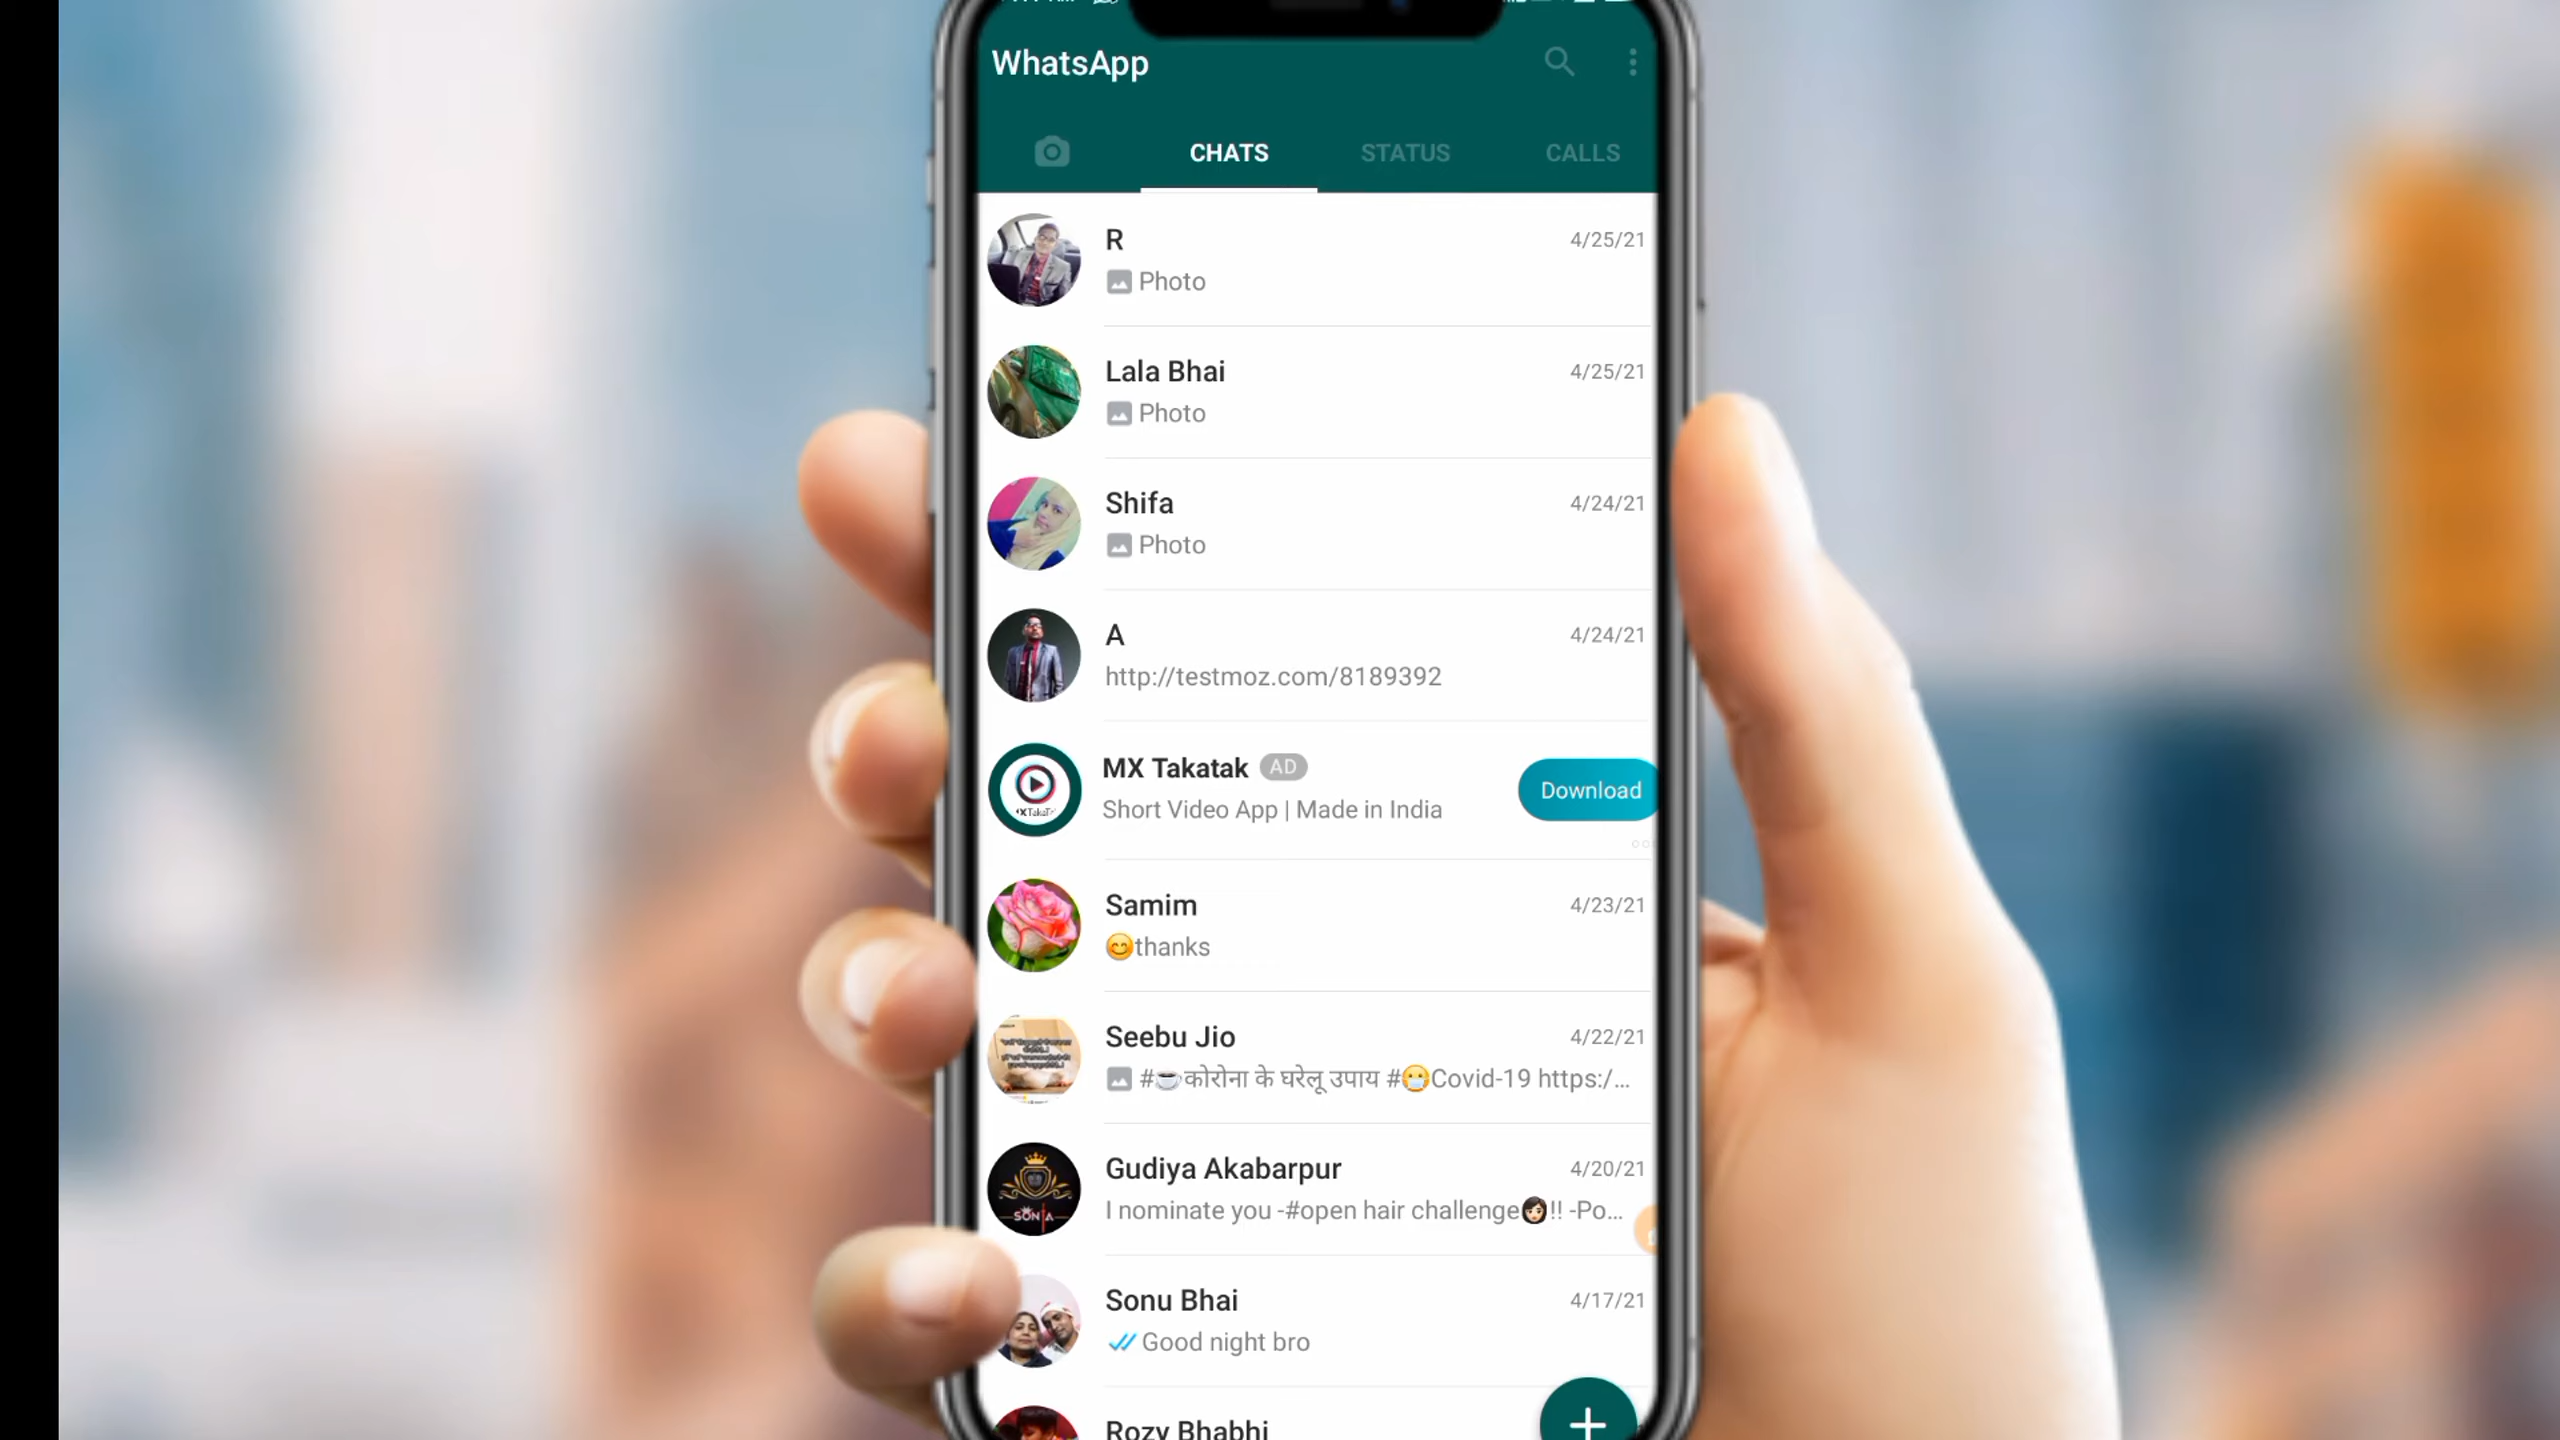 WhatsApp
CHATS
STATUS
CALLS
R
4/25/21
Photo
Lala Bhai
4/25/21
Photo
Shifa
4/24/21
Photo
A
4/24/21
http://testmoz.com/8189392
MX Takatak AD
Short Video App | Made in India
Download
Samim
4/23/21
😊thanks
Seebu Jio
4/22/21
#☕कोरोना के घरेलू उपाय #😷Covid-19 https:/...
Gudiya Akabarpur
4/20/21
I nominate you -#open hair challenge👩🏻!! -Po...
Sonu Bhai
4/17/21
Good night bro
Rozy Bhabhi